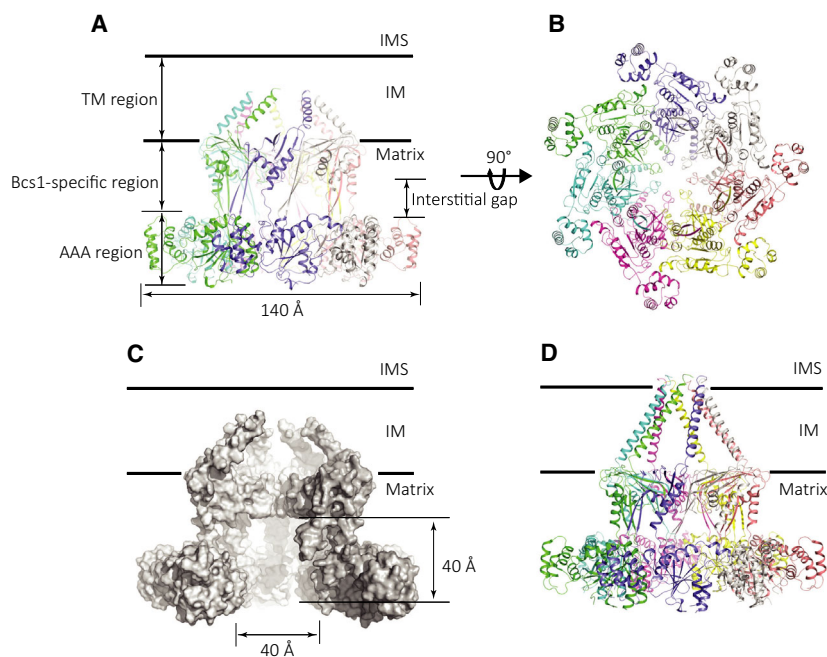 A
IMS
TM region
IM
Matrix
Bcs1-specific region
Interstitial gap
AAA region
140 Å
90°
B
C
IMS
IM
Matrix
40 Å
40 Å
D
IMS
IM
Matrix